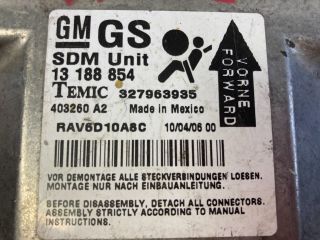 GM GS
SDM Unit
13 188 854
TEMIC 327963935
403260 A2 Made in Mexico
RAV6D10A6C 10/04/06 00
VORNE
FORWARD
VOR DEMONTAGE ALLE STECKVERBINDUNGEN LOESEN.
MONTAGE NUR NACH EINBAUANLEITUNG.
BEFORE DISASSEMBLY, DETACH ALL CONNECTORS.
ASSEMBLY STRICTLY ACCORDING TO MANUAL
INSTRUCTIONS.